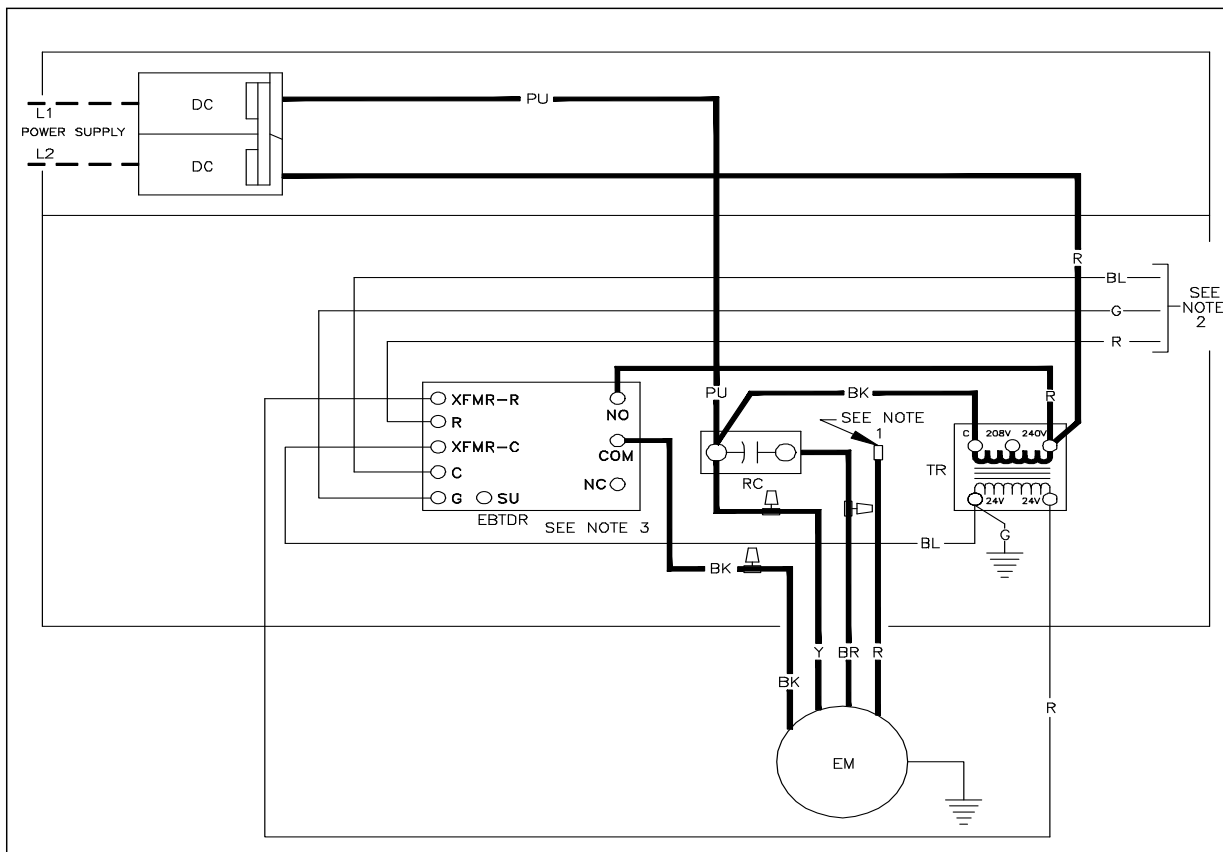 DC
PU
L1
POWER SUPPLY
L2
DC
R
BL
SEE
NOTE
2
G
R
XFMR-R
NO
PU
BK
R
R
SEE NOTE
1
C 208V 240V
XFMR-C
COM
TR
C
NC
RC
G SU
24V 24V
EBTDR
SEE NOTE 3
G
BL
BK
Y
BR
R
BK
R
EM